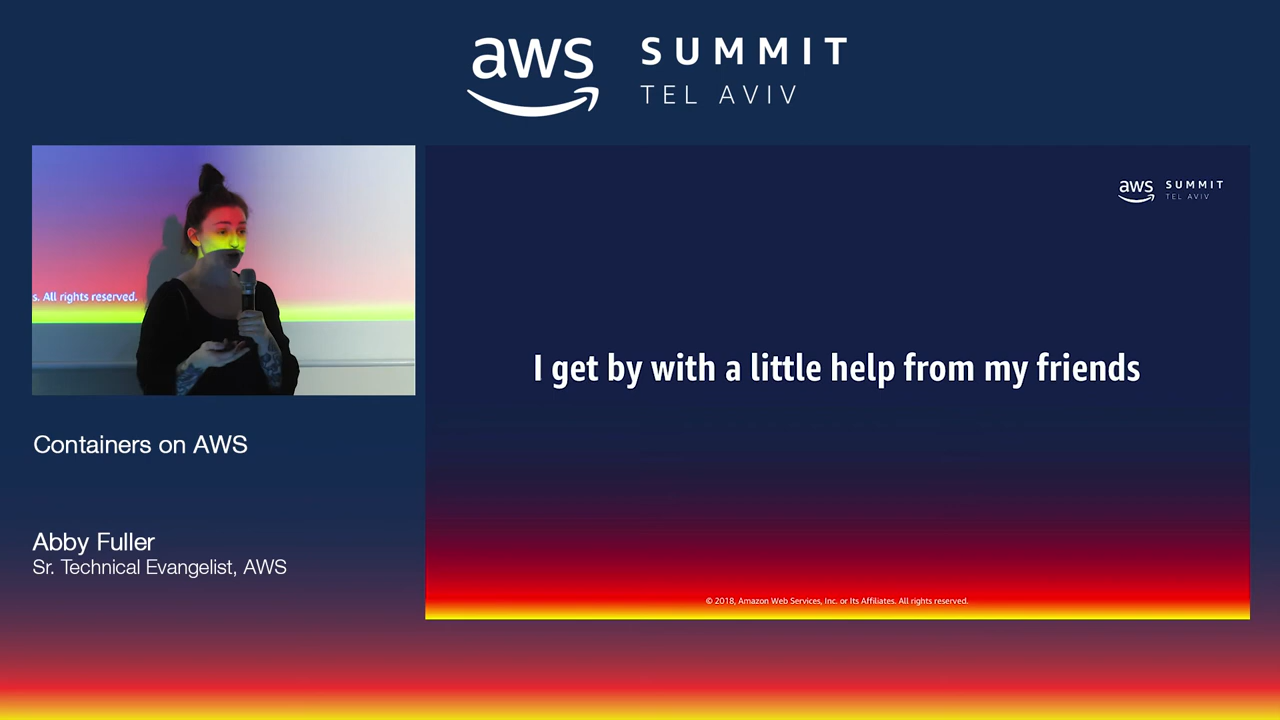 aws SUMMIT
TEL AVIV
aws SUMMIT
TEL AVIV
s. All rights reserved.
I get by with a little help from my friends
Containers on AWS
Abby Fuller
Sr. Technical Evangelist, AWS
© 2018, Amazon Web Services, Inc. or Its Affiliates. All rights reserved.